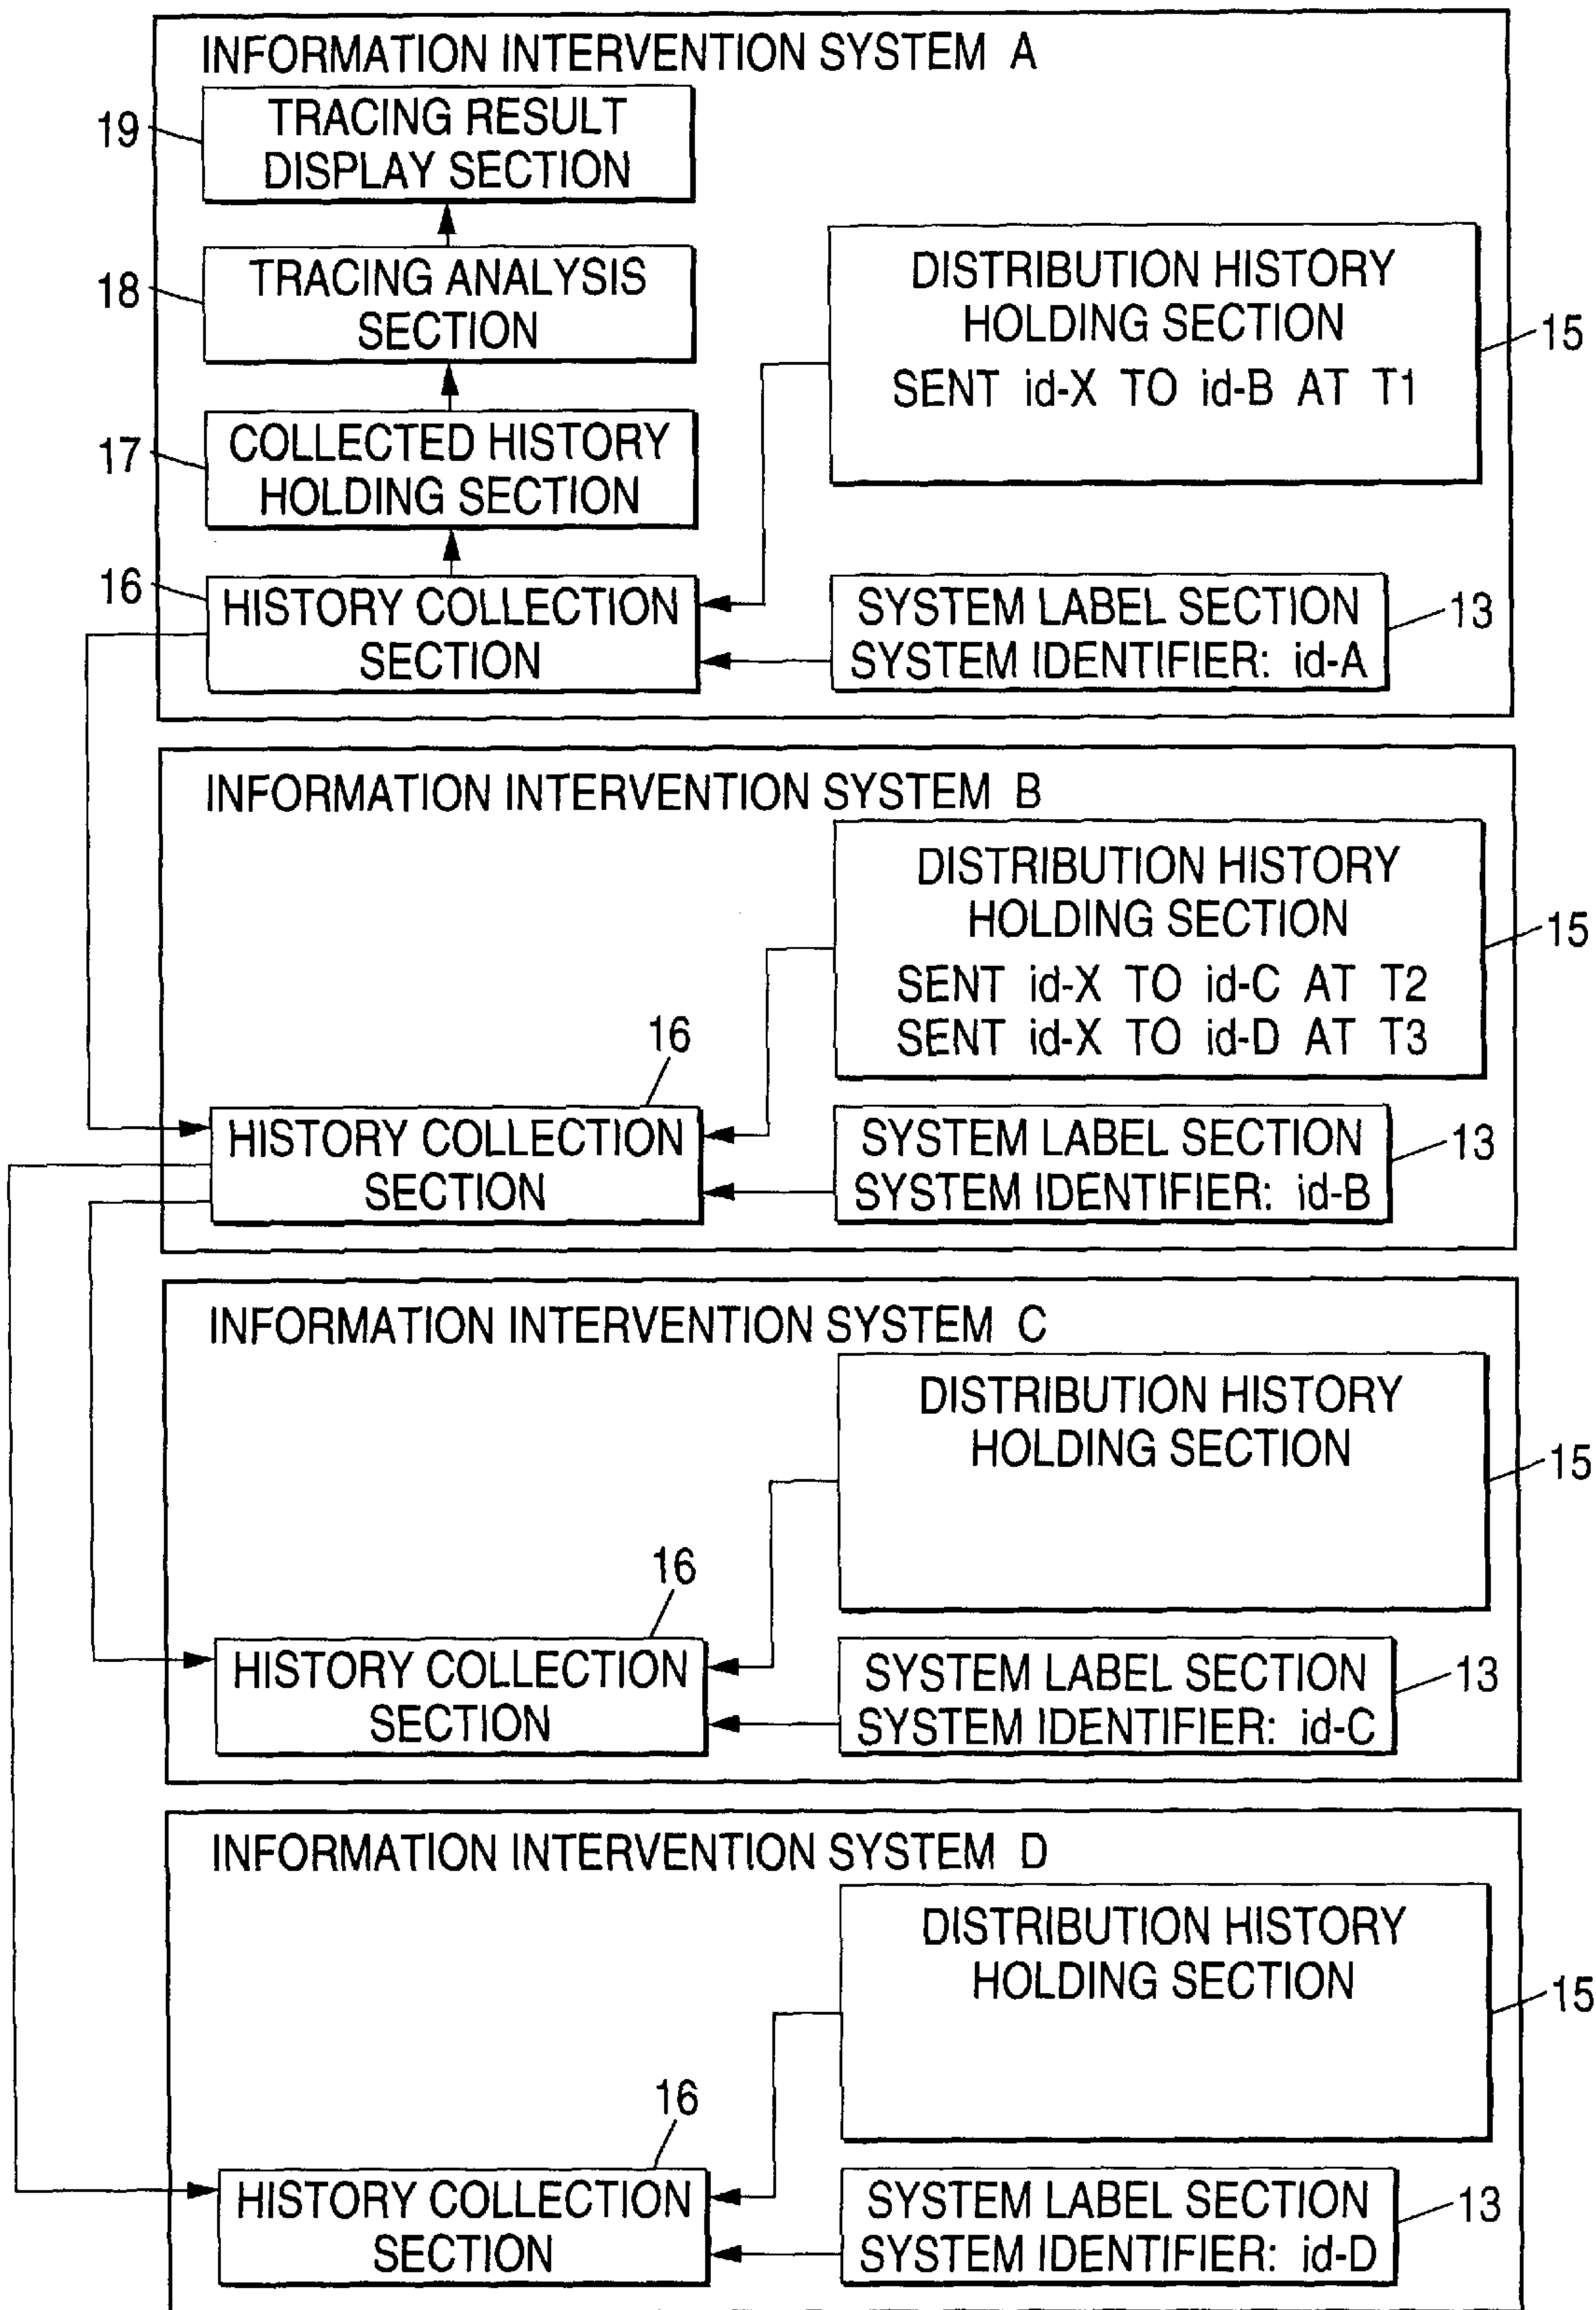 INFORMATION INTERVENTION SYSTEM A
19
TRACING RESULT
DISPLAY SECTION
18
TRACING ANALYSIS
SECTION
DISTRIBUTION HISTORY
HOLDING SECTION
SENT id-X TO id-B AT T1
15
17
COLLECTED HISTORY
HOLDING SECTION
16
HISTORY COLLECTION
SECTION
SYSTEM LABEL SECTION
SYSTEM IDENTIFIER: id-A
13
INFORMATION INTERVENTION SYSTEM B
DISTRIBUTION HISTORY
HOLDING SECTION
SENT id-X TO id-C AT T2
SENT id-X TO id-D AT T3
15
16
HISTORY COLLECTION
SECTION
SYSTEM LABEL SECTION
SYSTEM IDENTIFIER: id-B
13
INFORMATION INTERVENTION SYSTEM C
DISTRIBUTION HISTORY
HOLDING SECTION
15
16
HISTORY COLLECTION
SECTION
SYSTEM LABEL SECTION
SYSTEM IDENTIFIER: id-C
13
INFORMATION INTERVENTION SYSTEM D
DISTRIBUTION HISTORY
HOLDING SECTION
15
16
HISTORY COLLECTION
SECTION
SYSTEM LABEL SECTION
SYSTEM IDENTIFIER: id-D
13